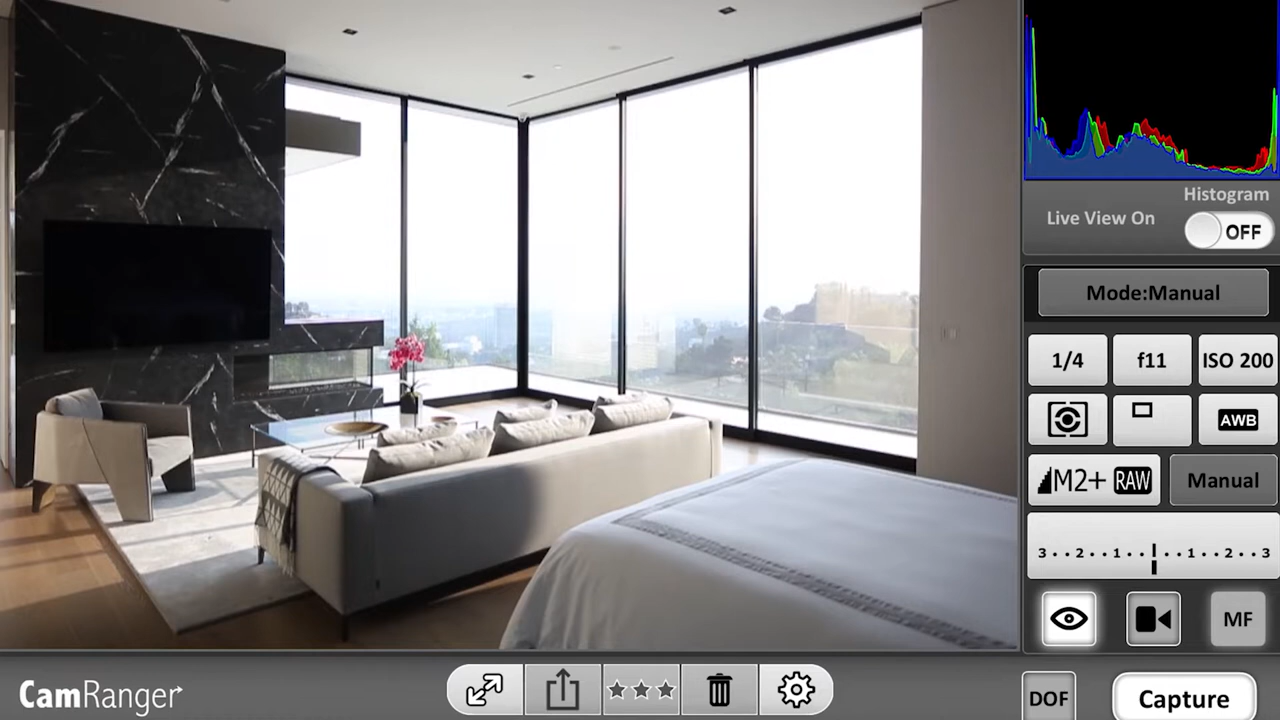 Histogram
Live View On
OFF
Mode:Manual
1/4
f11
ISO 200
AWB
M2+ RAW
Manual
3 . . 2 . . 1 . . . . 1 . . 2 . . 3
MF
CamRanger
DOF
Capture